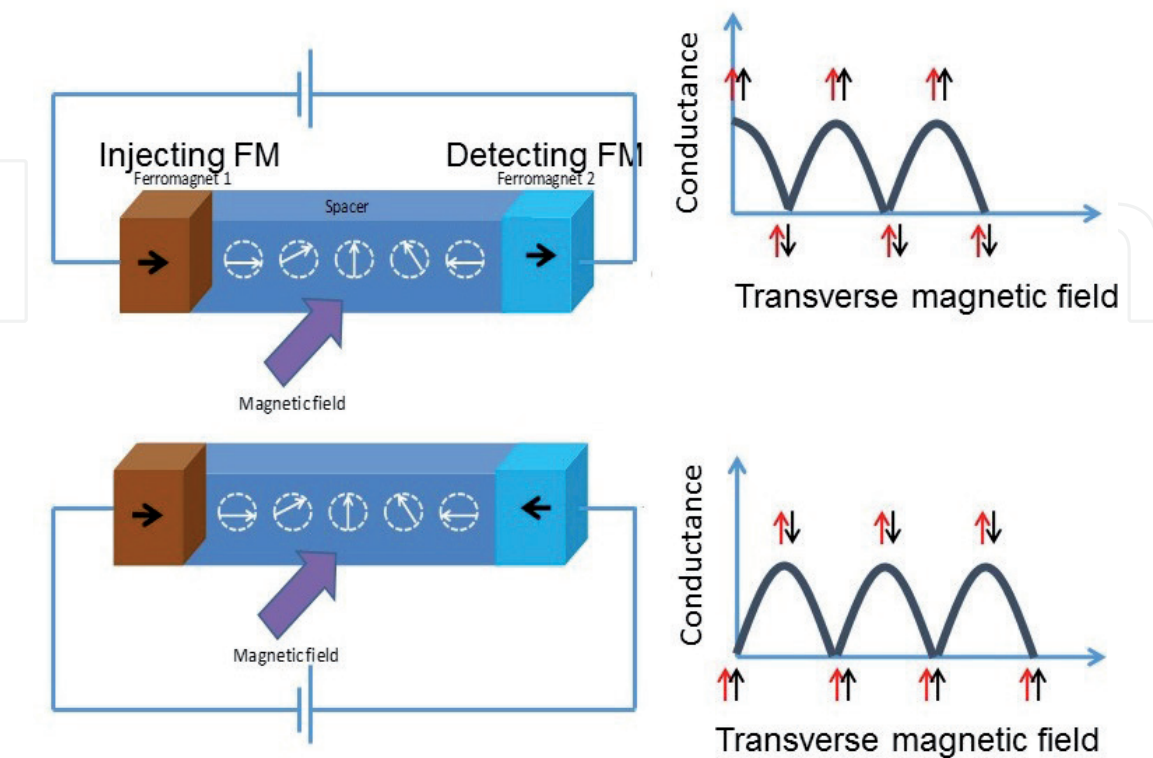 Injecting FM
Ferromagnet 1
Detecting FM
Ferromagnet 2
Spacer
Magnetic field
Conductance
Transverse magnetic field
Magnetic field
Conductance
Transverse magnetic field